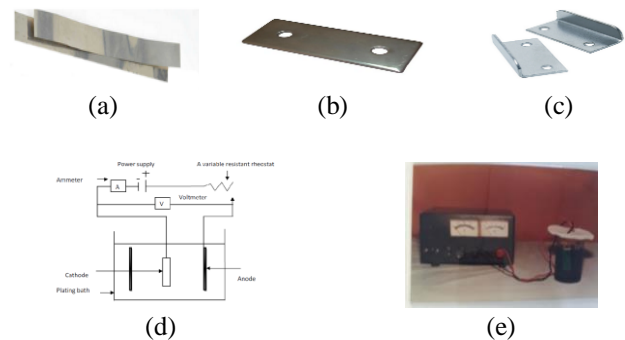 (a)
(b)
(c)
Power supply
A variable resistant rheostat
Ammeter
- +
A
Voltmeter
V
Cathode
Anode
Plating bath
(d)
(e)